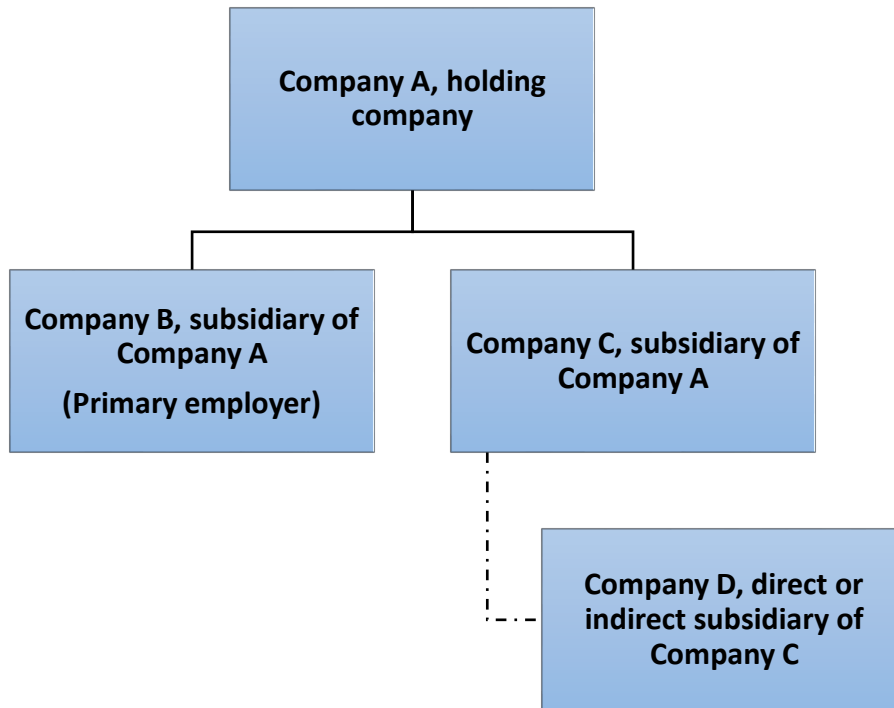 Company A, holding
company
Company B, subsidiary of
Company A
(Primary employer)
Company C, subsidiary of
Company A
Company D, direct or
indirect subsidiary of
Company C